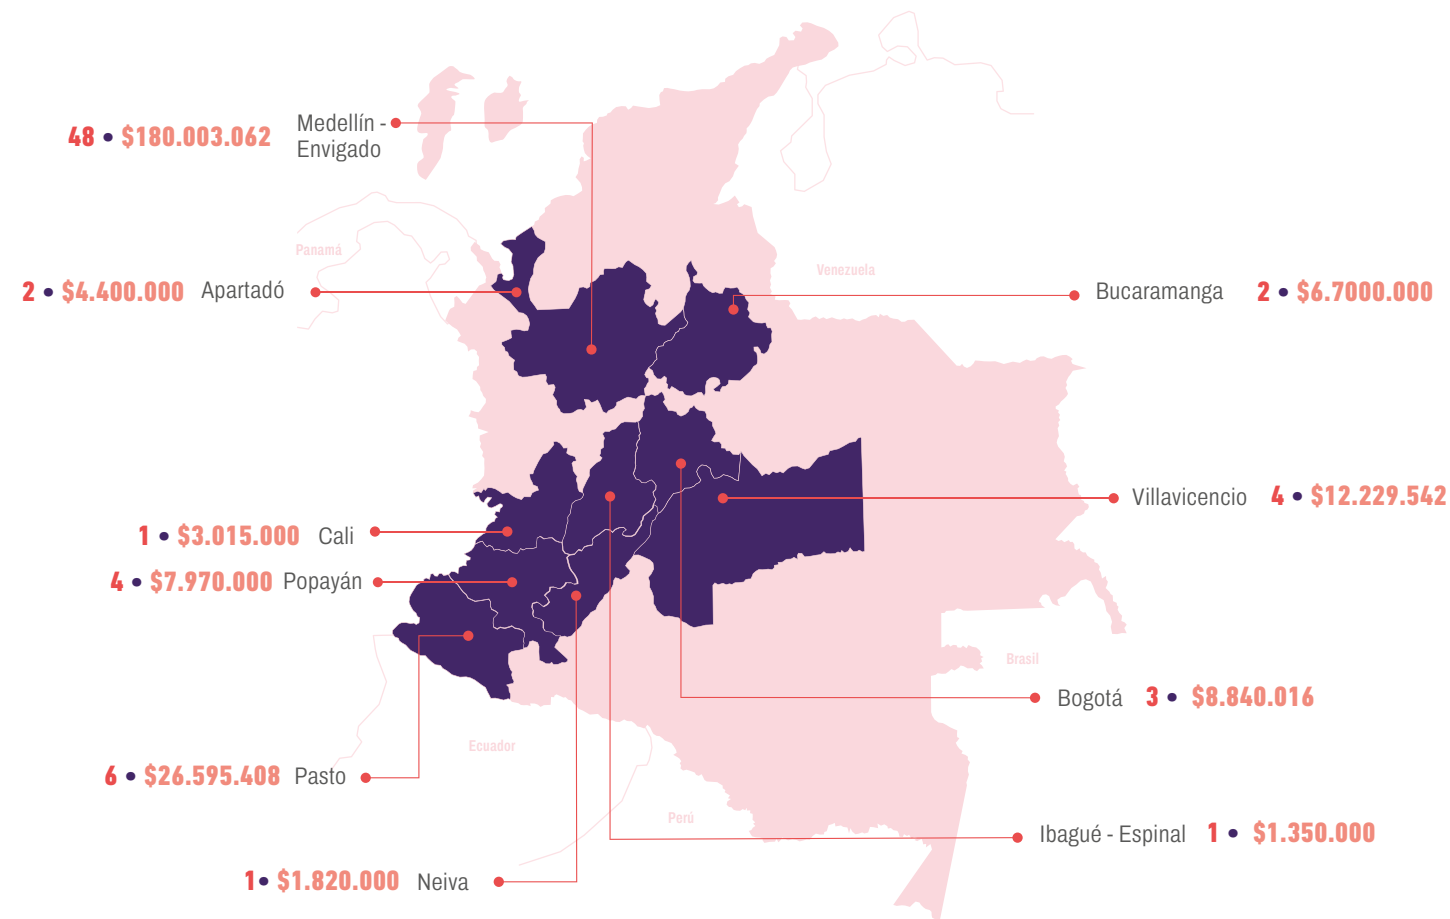 48 • $180.003.062 Medellín -
Envigado
Panamá
Venezuela
2 • $4.400.000 Apartadó
Bucaramanga 2 • $6.7000.000
Villavicencio 4 • $12.229.542
1 • $3.015.000 Cali
4 • $7.970.000 Popayán
Brasil
Bogotá 3 • $8.840.016
Ecuador
6 • $26.595.408 Pasto
Perú
Ibagué - Espinal 1 • $1.350.000
1 • $1.820.000 Neiva